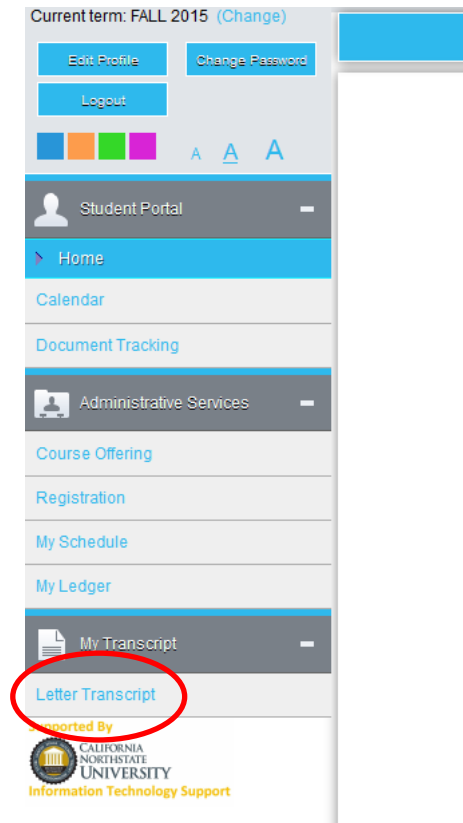 Current term: FALL 2015 (Change)
Edit Profile Change Password
Logout
A A A
Student Portal
Home
Calendar
Document Tracking
Administrative Services
Course Offering
Registration
My Schedule
My Ledger
My Transcript
Letter Transcript
Supported By
CALIFORNIA
NORTHSTATE
UNIVERSITY
Information Technology Support